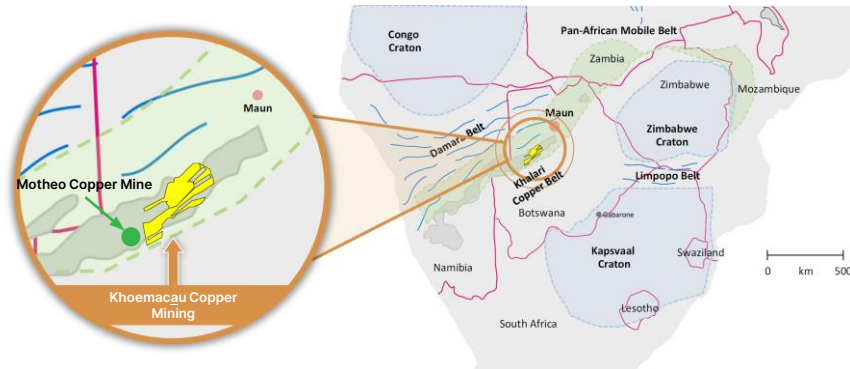 Maun
Motheo Copper Mine
Khoemacau Copper
Mining
Congo
Craton
Pan-African Mobile Belt
Zambia
Mozambique
Zimbabwe
Maun
Damara Belt
Zimbabwe
Craton
Khalari
Copper Belt
Limpopo Belt
Botswana
Gabarone
Kapsvaal
Craton
Swaziland
Namibia
Lesotho
South Africa
0 km 500